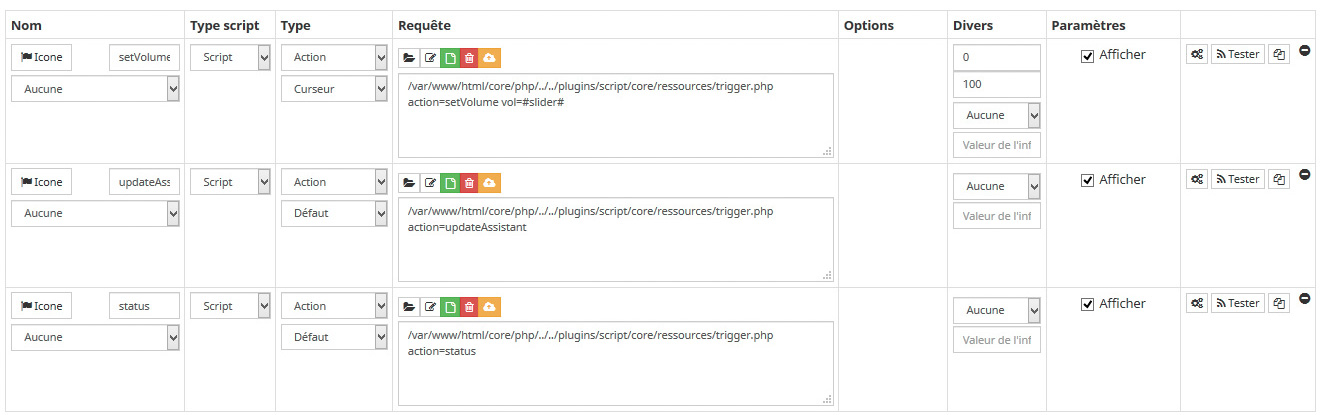 Nom Type script Type Requête Options Divers Paramètres
Icone setVolume Script Action 0 Afficher Tester
Aucune Curseur /var/www/html/core/php/../../plugins/script/core/ressources/trigger.php 100
action=setVolume vol=#slider# Aucune
Valeur de l'inf
Icone updateAss Script Action Aucune Afficher Tester
Aucune Défaut /var/www/html/core/php/../../plugins/script/core/ressources/trigger.php Valeur de l'inf
action=updateAssistant
Icone status Script Action Aucune Afficher Tester
Aucune Défaut /var/www/html/core/php/../../plugins/script/core/ressources/trigger.php Valeur de l'inf
action=status